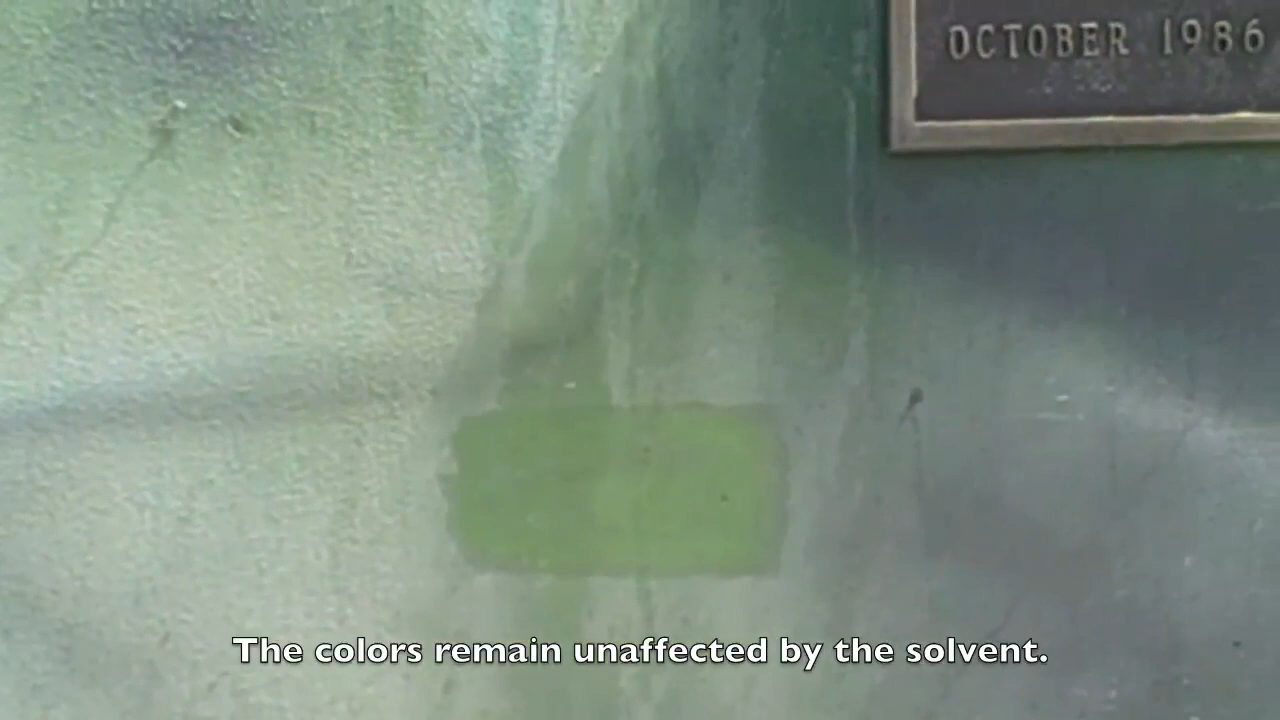 OCTOBER 1986
The colors remain unaffected by the solvent.